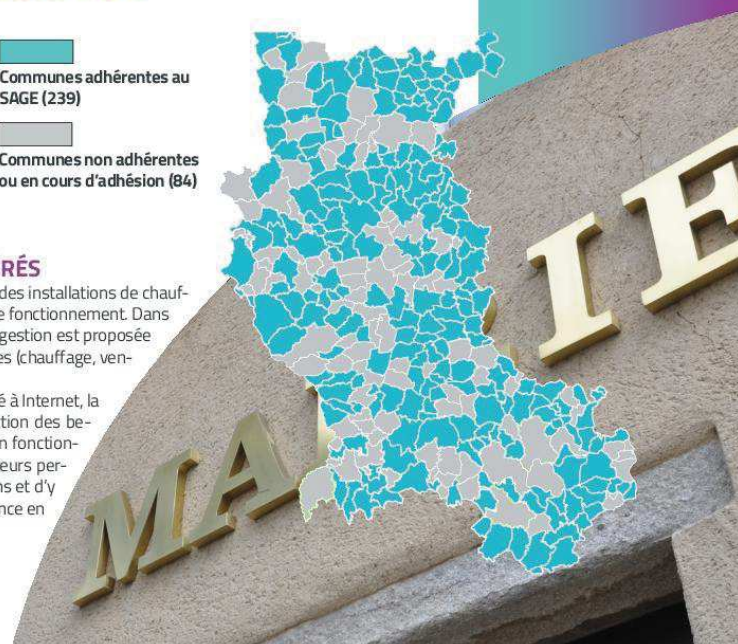 Communes adhérentes au
SAGE (239)
Communes non adhérentes
ou en cours d'adhésion (84)
RÉS
des installations de chauf-
e fonctionnement. Dans
gestion est proposée
es (chauffage, ven-
é à Internet, la
tion des be-
n fonction-
eurs per-
ns et d'y
nce en
MA RIE